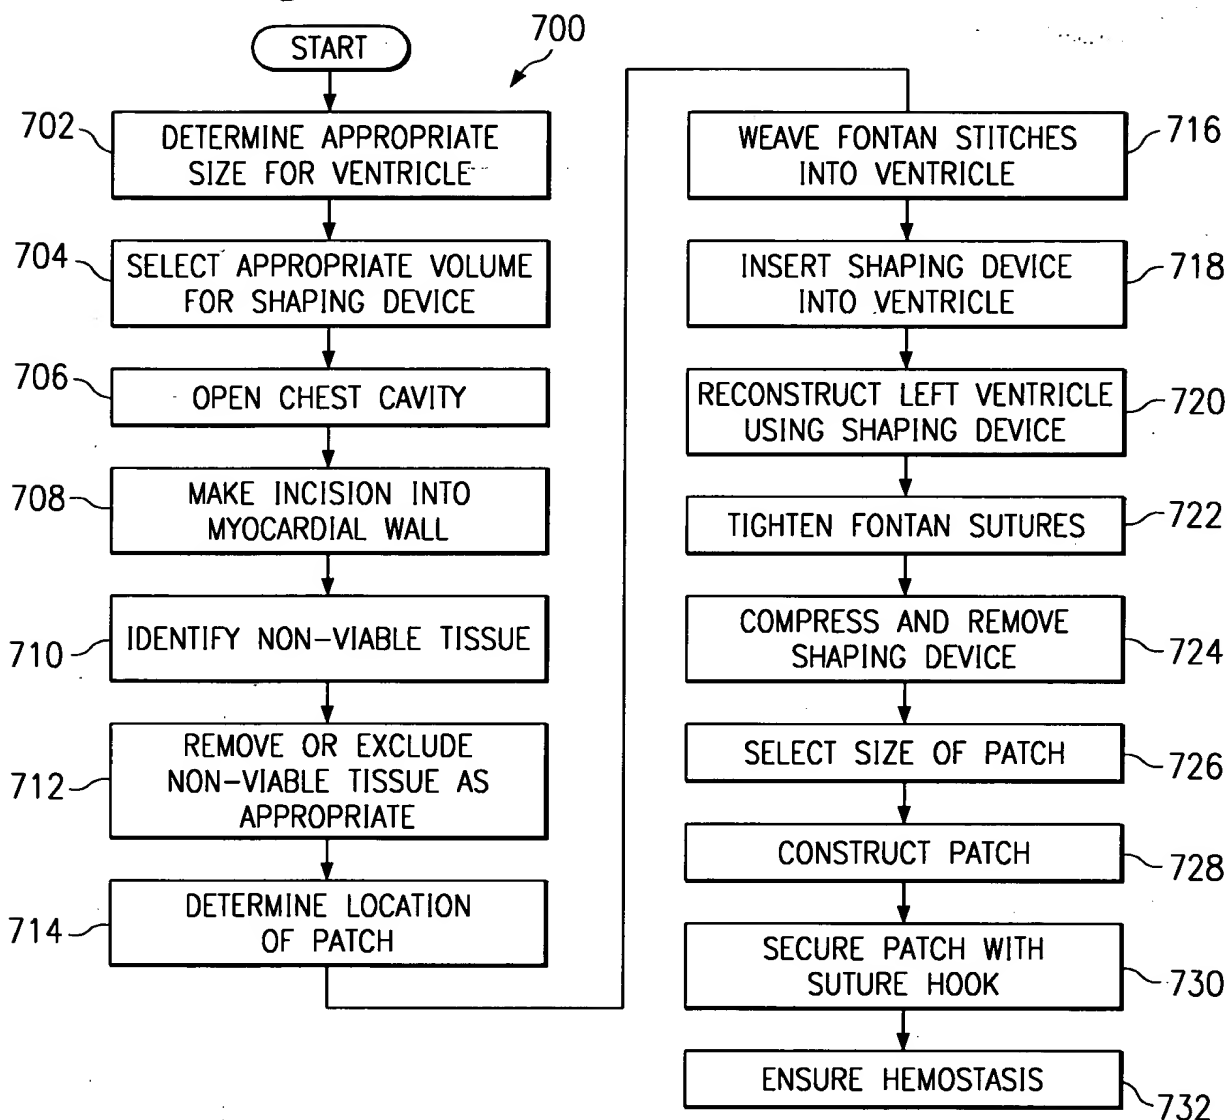 START
700
702
DETERMINE APPROPRIATE
SIZE FOR VENTRICLE
704
SELECT APPROPRIATE VOLUME
FOR SHAPING DEVICE
706
OPEN CHEST CAVITY
708
MAKE INCISION INTO
MYOCARDIAL WALL
710
IDENTIFY NON-VIABLE TISSUE
712
REMOVE OR EXCLUDE
NON-VIABLE TISSUE AS
APPROPRIATE
714
DETERMINE LOCATION
OF PATCH
WEAVE FONTAN STITCHES
INTO VENTRICLE
716
INSERT SHAPING DEVICE
INTO VENTRICLE
718
RECONSTRUCT LEFT VENTRICLE
USING SHAPING DEVICE
720
TIGHTEN FONTAN SUTURES
722
COMPRESS AND REMOVE
SHAPING DEVICE
724
SELECT SIZE OF PATCH
726
CONSTRUCT PATCH
728
SECURE PATCH WITH
SUTURE HOOK
730
ENSURE HEMOSTASIS
732